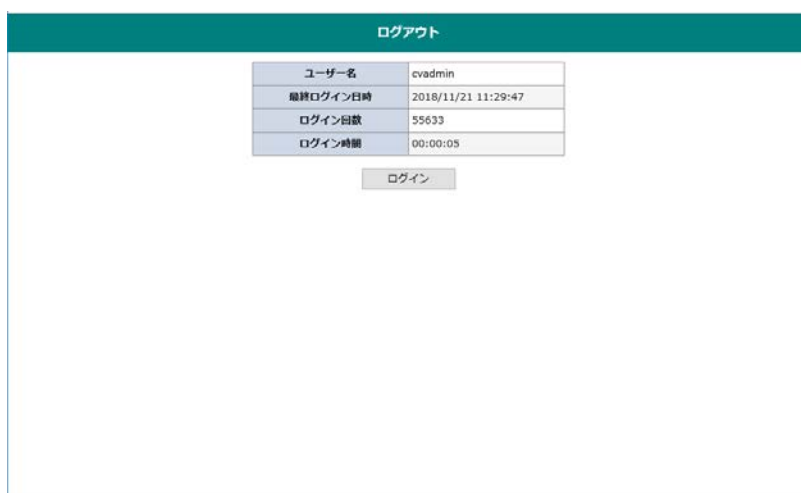 ログアウト
ユーザー名 cvadmin
最終ログイン日時 2018/11/21 11:29:47
ログイン回数 55633
ログイン時間 00:00:05
ログイン